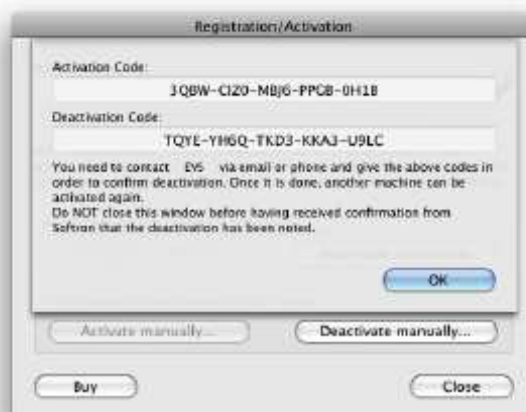 Registration/Activation
Activation Code:
3QBW-CIZ0-MBJ6-PPGB-0H1B
Deactivation Code:
TQYE-YH6Q-TKD3-KKA3-U9LC
You need to contact EVS via email or phone and give the above codes in
order to confirm deactivation. Once it is done, another machine can be
activated again.
Do NOT close this window before having received confirmation from
Softron that the deactivation has been noted.
OK
Activate manually...
Deactivate manually...
Buy
Close